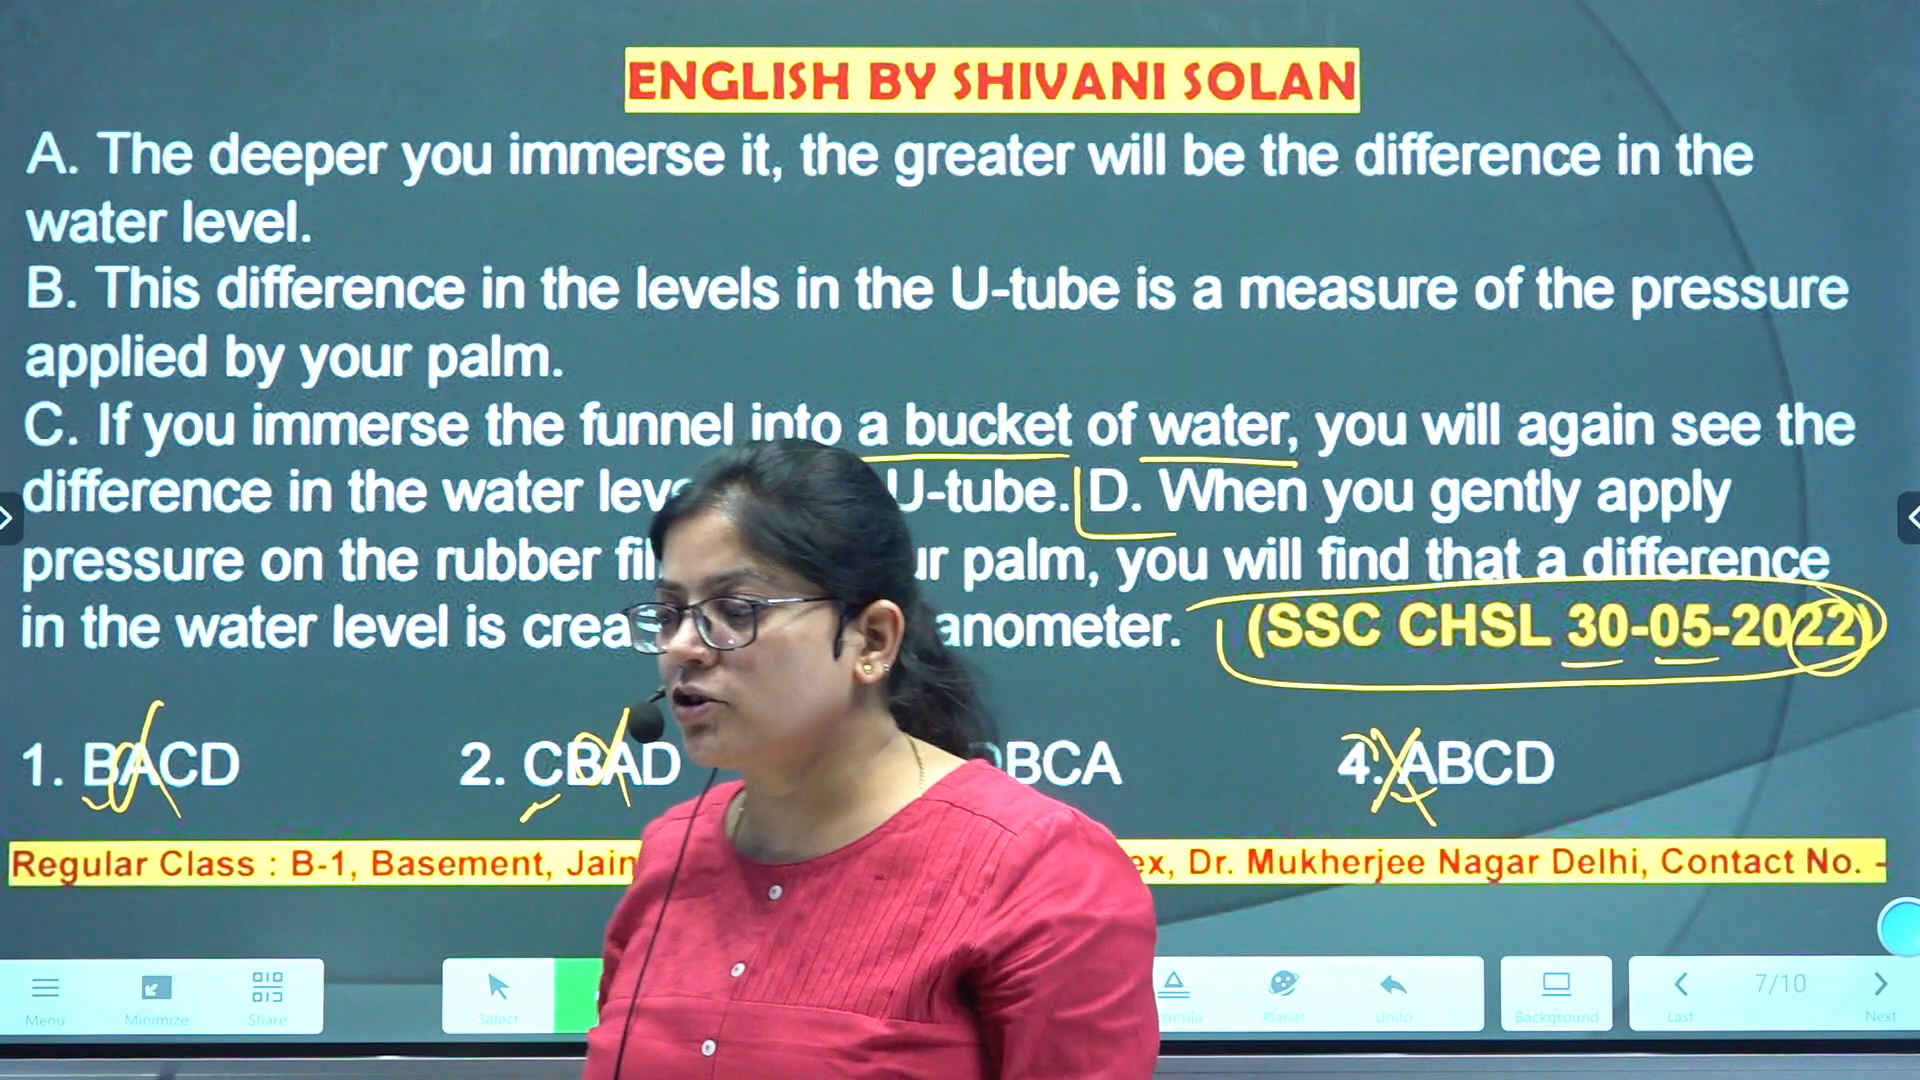 ENGLISH BY SHIVANI SOLAN
A. The deeper you immerse it, the greater will be the difference in the
water level.
B. This difference in the levels in the U-tube is a measure of the pressure
applied by your palm.
C. If you immerse the funnel into a bucket of water, you will again see the
difference in the water U-tube. D. When you gently apply
pressure on the rubber palm, you will find that a difference
in the water level is (SSC CHSL 30-05-2022)
1. BACD 2. CBAD BCA 4. ABCD
Regular Class : B-1, Basement, Jain Dr. Mukherjee Nagar Delhi, Contact No. -
Menu Minimize Share Select Planet Undo Background Last 7/10 Next